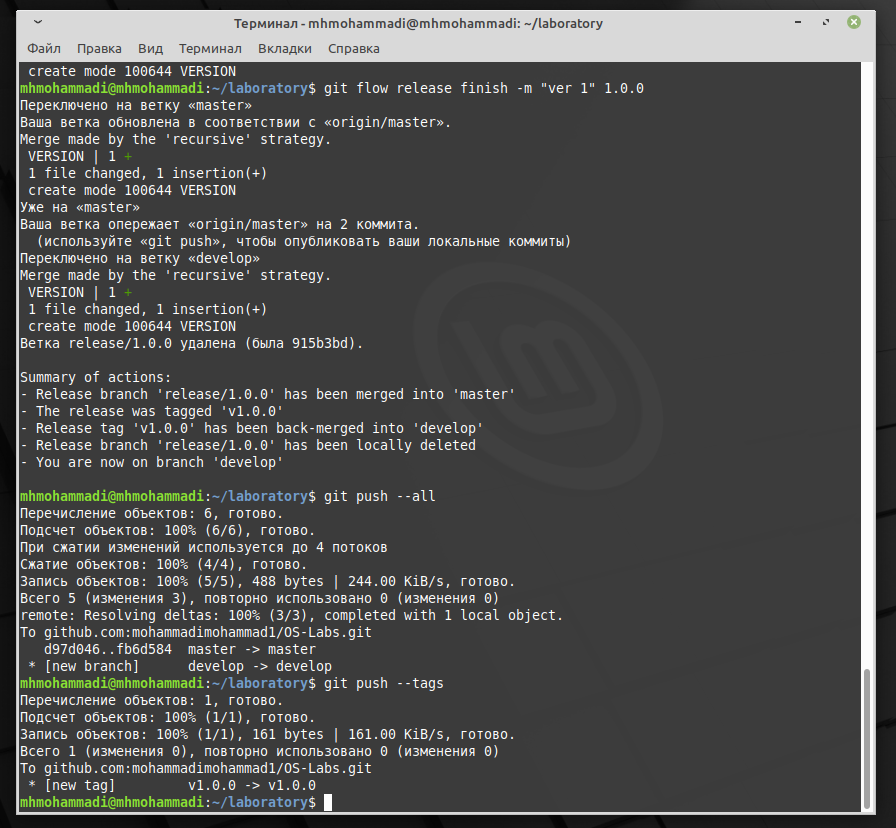 Терминал - mhmohammadi@mhmohammadi: ~/laboratory
Файл Правка Вид Терминал Вкладки Справка
 create mode 100644 VERSION
mhmohammadi@mhmohammadi:~/laboratory$ git flow release finish -m "ver 1" 1.0.0
Переключено на ветку «master»
Ваша ветка обновлена в соответствии с «origin/master».
Merge made by the 'recursive' strategy.
 VERSION | 1 +
 1 file changed, 1 insertion(+)
 create mode 100644 VERSION
Уже на «master»
Ваша ветка опережает «origin/master» на 2 коммита.
  (используйте «git push», чтобы опубликовать ваши локальные коммиты)
Переключено на ветку «develop»
Merge made by the 'recursive' strategy.
 VERSION | 1 +
 1 file changed, 1 insertion(+)
 create mode 100644 VERSION
Ветка release/1.0.0 удалена (была 915b3bd).

Summary of actions:
- Release branch 'release/1.0.0' has been merged into 'master'
- The release was tagged 'v1.0.0'
- Release tag 'v1.0.0' has been back-merged into 'develop'
- Release branch 'release/1.0.0' has been locally deleted
- You are now on branch 'develop'

mhmohammadi@mhmohammadi:~/laboratory$ git push --all
Перечисление объектов: 6, готово.
Подсчет объектов: 100% (6/6), готово.
При сжатии изменений используется до 4 потоков
Сжатие объектов: 100% (4/4), готово.
Запись объектов: 100% (5/5), 488 bytes | 244.00 KiB/s, готово.
Всего 5 (изменения 3), повторно использовано 0 (изменения 0)
remote: Resolving deltas: 100% (3/3), completed with 1 local object.
To github.com:mohammadimohammad1/OS-Labs.git
   d97d046..fb6d584  master -> master
 * [new branch]      develop -> develop
mhmohammadi@mhmohammadi:~/laboratory$ git push --tags
Перечисление объектов: 1, готово.
Подсчет объектов: 100% (1/1), готово.
Запись объектов: 100% (1/1), 161 bytes | 161.00 KiB/s, готово.
Всего 1 (изменения 0), повторно использовано 0 (изменения 0)
To github.com:mohammadimohammad1/OS-Labs.git
 * [new tag]         v1.0.0 -> v1.0.0
mhmohammadi@mhmohammadi:~/laboratory$